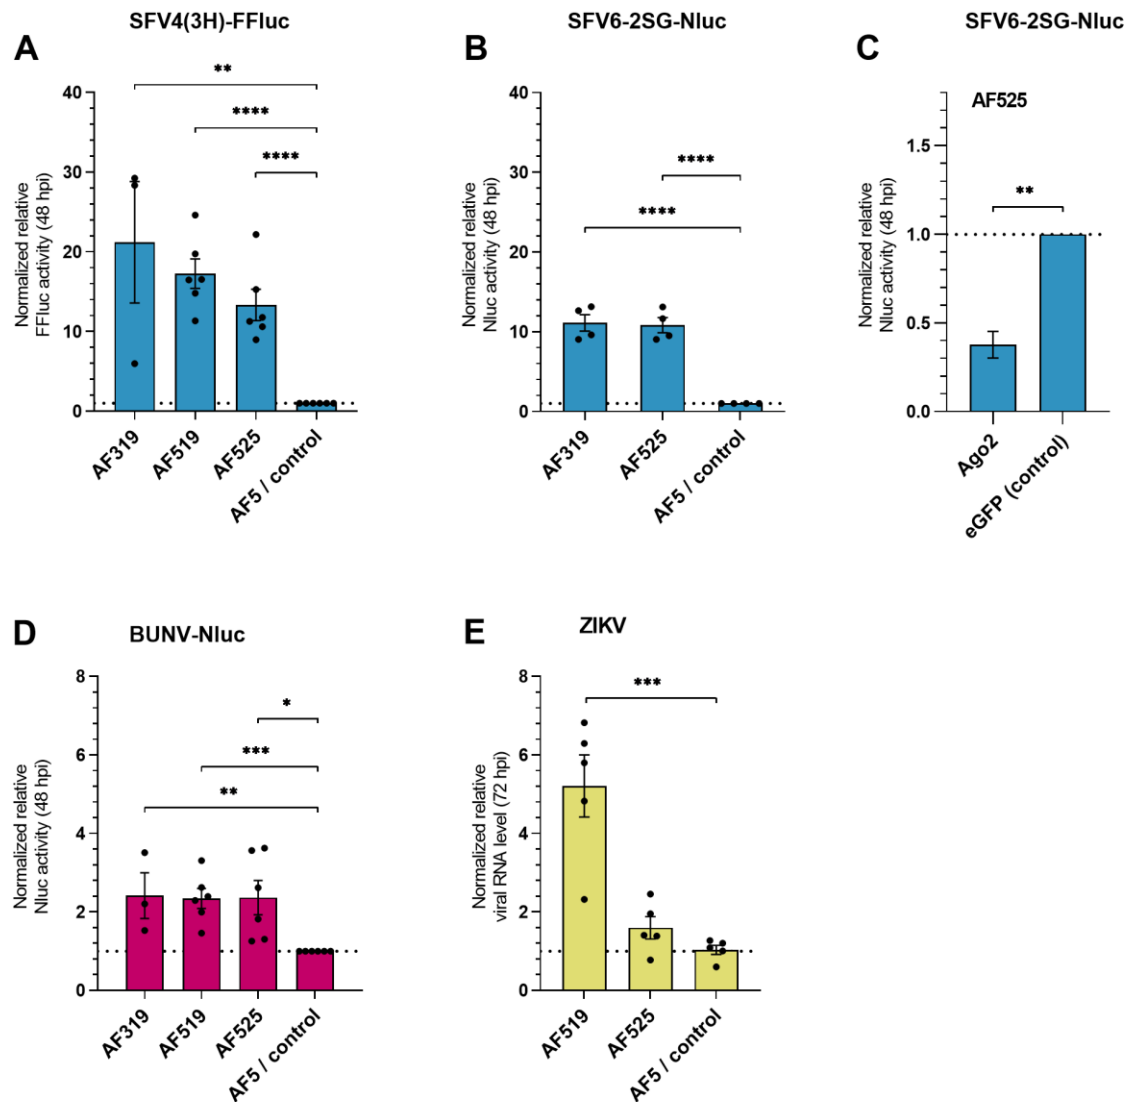 SFV4(3H)-FFluc
A
Normalized relative
FFluc activity (48 hpi)
40
30
20
10
0
**
****
****
AF319
AF519
AF525
AF5 / control
SFV6-2SG-Nluc
B
Normalized relative
Nluc activity (48 hpi)
40
30
20
10
0
****
****
AF319
AF525
AF5 / control
SFV6-2SG-Nluc
C
AF525
Normalized relative
Nluc activity (48 hpi)
1.5
1.0
0.5
0.0
**
Ago2
eGFP (control)
D
BUNV-Nluc
Normalized relative
Nluc activity (48 hpi)
8
6
4
2
0
*
***
**
AF319
AF519
AF525
AF5 / control
E
ZIKV
Normalized relative
viral RNA level (72 hpi)
8
6
4
2
0
***
AF519
AF525
AF5 / control